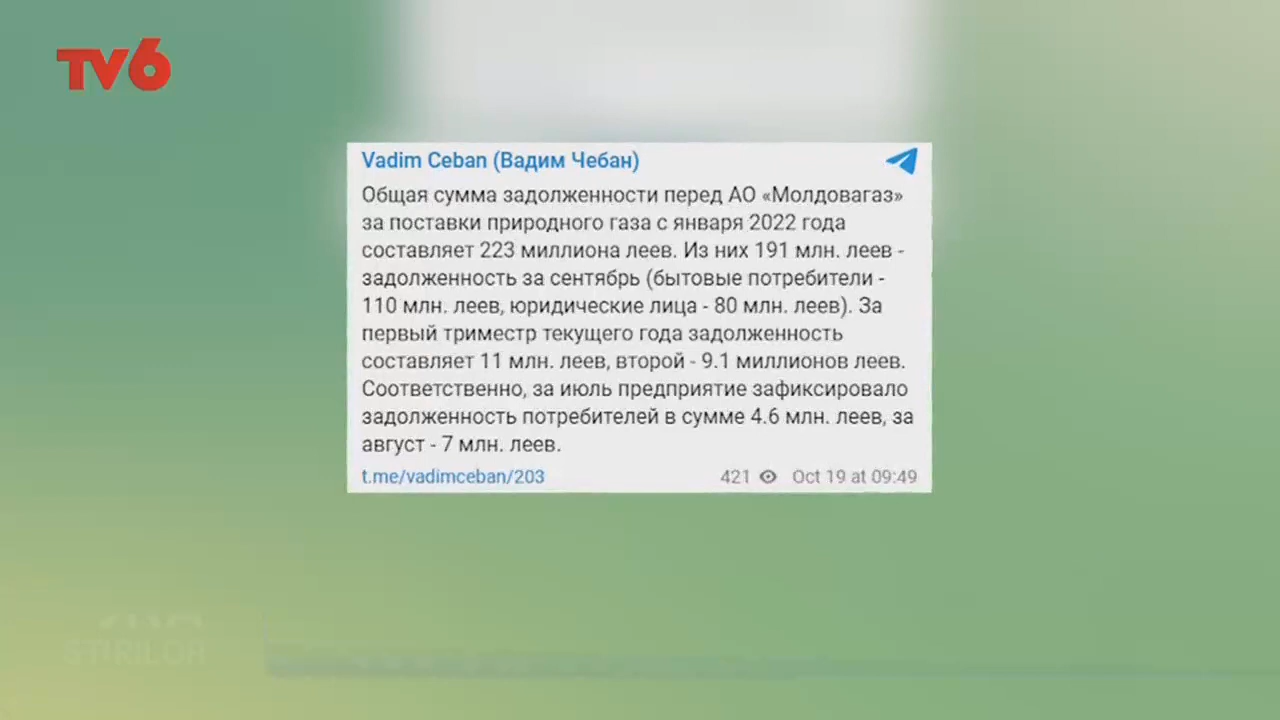 TV6
Vadim Ceban (Вадим Чебан)
Общая сумма задолженности перед АО «Молдовагаз»
за поставки природного газа с января 2022 года
составляет 223 миллиона леев. Из них 191 млн. леев -
задолженность за сентябрь (бытовые потребители -
110 млн. леев, юридические лица - 80 млн. леев). За
первый триместр текущего года задолженность
составляет 11 млн. леев, второй - 9.1 миллионов леев.
Соответственно, за июль предприятие зафиксировало
задолженность потребителей в сумме 4.6 млн. леев, за
август - 7 млн. леев.
t.me/vadimceban/203 421 Oct 19 at 09:49
ȘTIRILOR